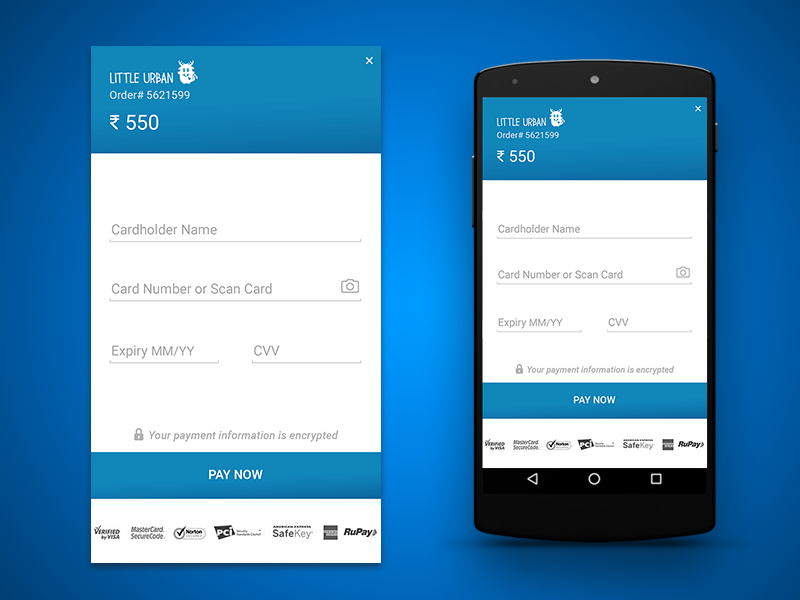 LITTLE URBAN
Order# 5621599
₹ 550
Cardholder Name
Card Number or Scan Card
Expiry MM/YY
CVV
Your payment information is encrypted
PAY NOW
VERIFIED
by VISA
MasterCard.
SecureCode.
Norton
SECURED
PCI
Security
Standards Council
AMERICAN EXPRESS
SafeKey
RuPay
LITTLE URBAN
Order# 5621599
₹ 550
Cardholder Name
Card Number or Scan Card
Expiry MM/YY
CVV
Your payment information is encrypted
PAY NOW
VERIFIED
by VISA
MasterCard.
SecureCode.
Norton
PCI
AMERICAN EXPRESS
SafeKey
RuPay